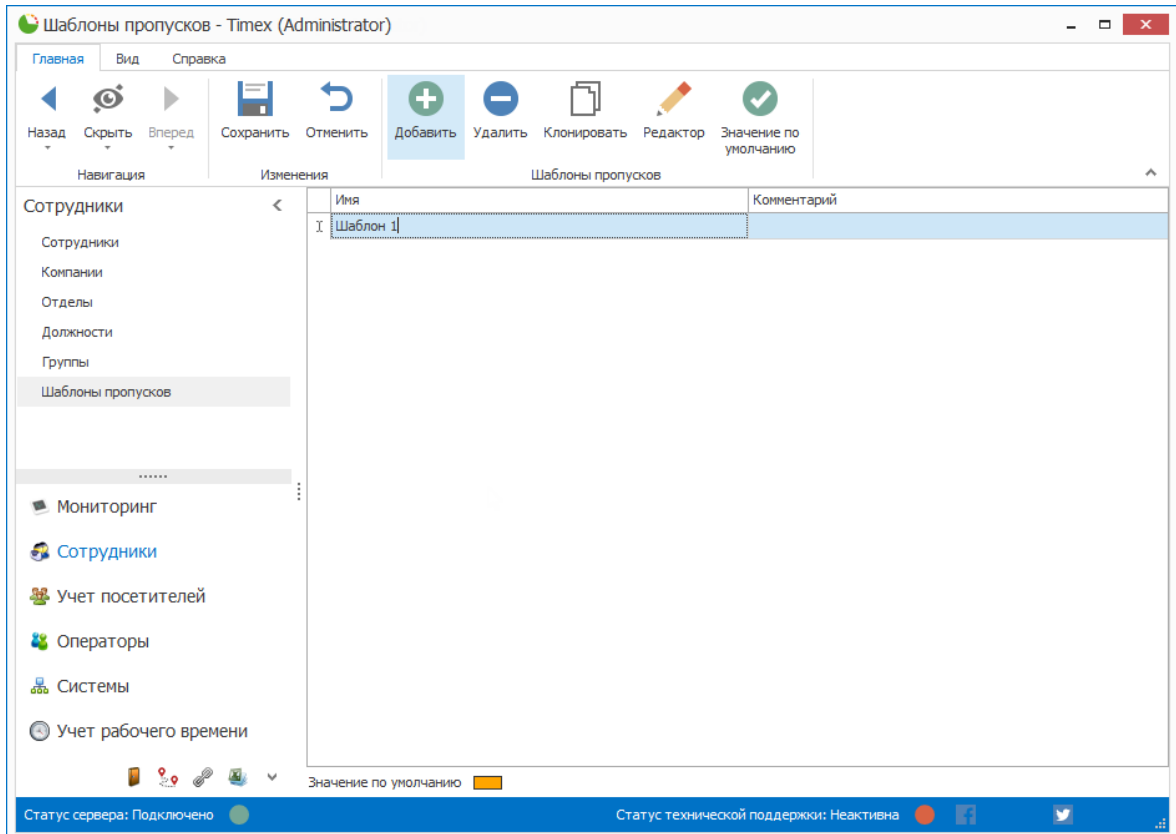 Шаблоны пропусков - Timex (Administrator)
Главная Вид Справка
Назад Скрыть Вперед Сохранить Отменить Добавить Удалить Клонировать Редактор Значение по умолчанию
Навигация Изменения Шаблоны пропусков
Сотрудники
Имя Комментарий
Шаблон 1
Сотрудники
Компании
Отделы
Должности
Группы
Шаблоны пропусков
Мониторинг
Сотрудники
Учет посетителей
Операторы
Системы
Учет рабочего времени
Значение по умолчанию
Статус сервера: Подключено Статус технической поддержки: Неактивна